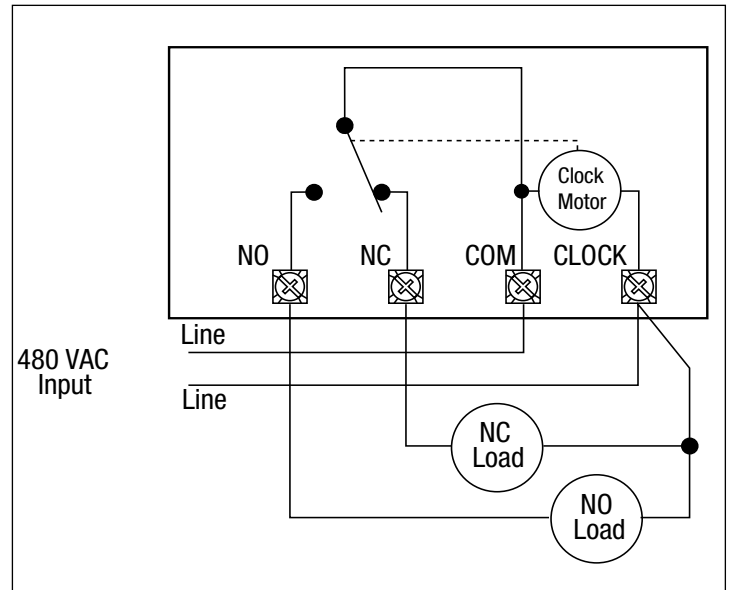 Clock
Motor
NO
NC
COM
CLOCK
Line
480 VAC
Input
Line
NC
Load
NO
Load